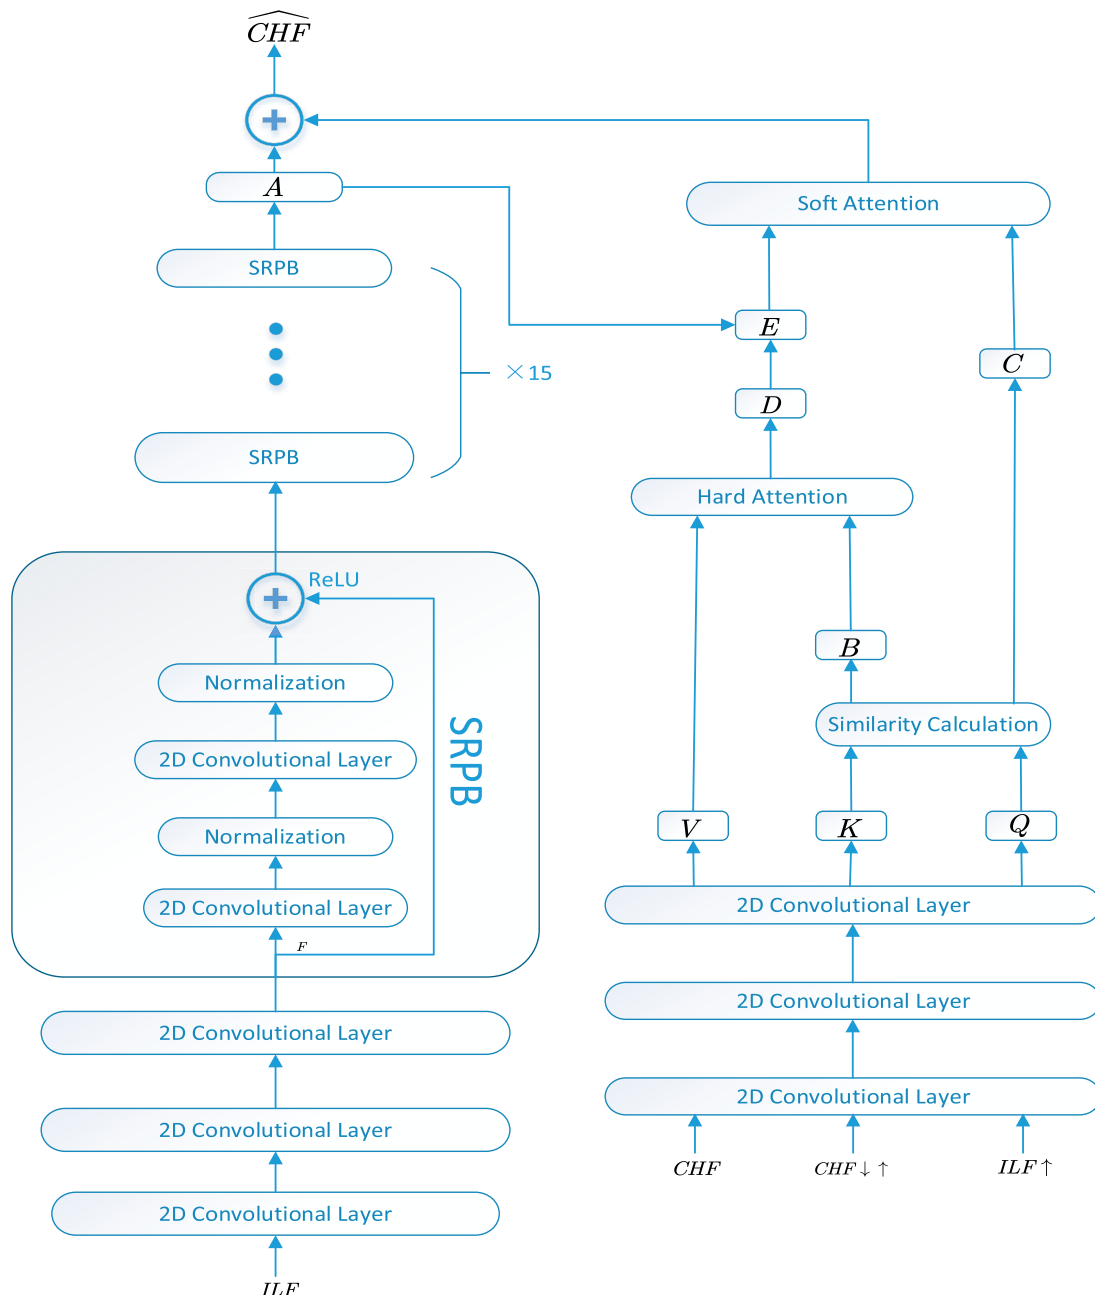 CHF
A
Soft Attention
SRPB
E
C
×15
D
SRPB
Hard Attention
ReLU
B
Normalization
SRPB
Similarity Calculation
2D Convolutional Layer
V
K
Q
Normalization
2D Convolutional Layer
2D Convolutional Layer
F
2D Convolutional Layer
2D Convolutional Layer
2D Convolutional Layer
2D Convolutional Layer
CHF
CHF↓↑
ILF↑
2D Convolutional Layer
ILF